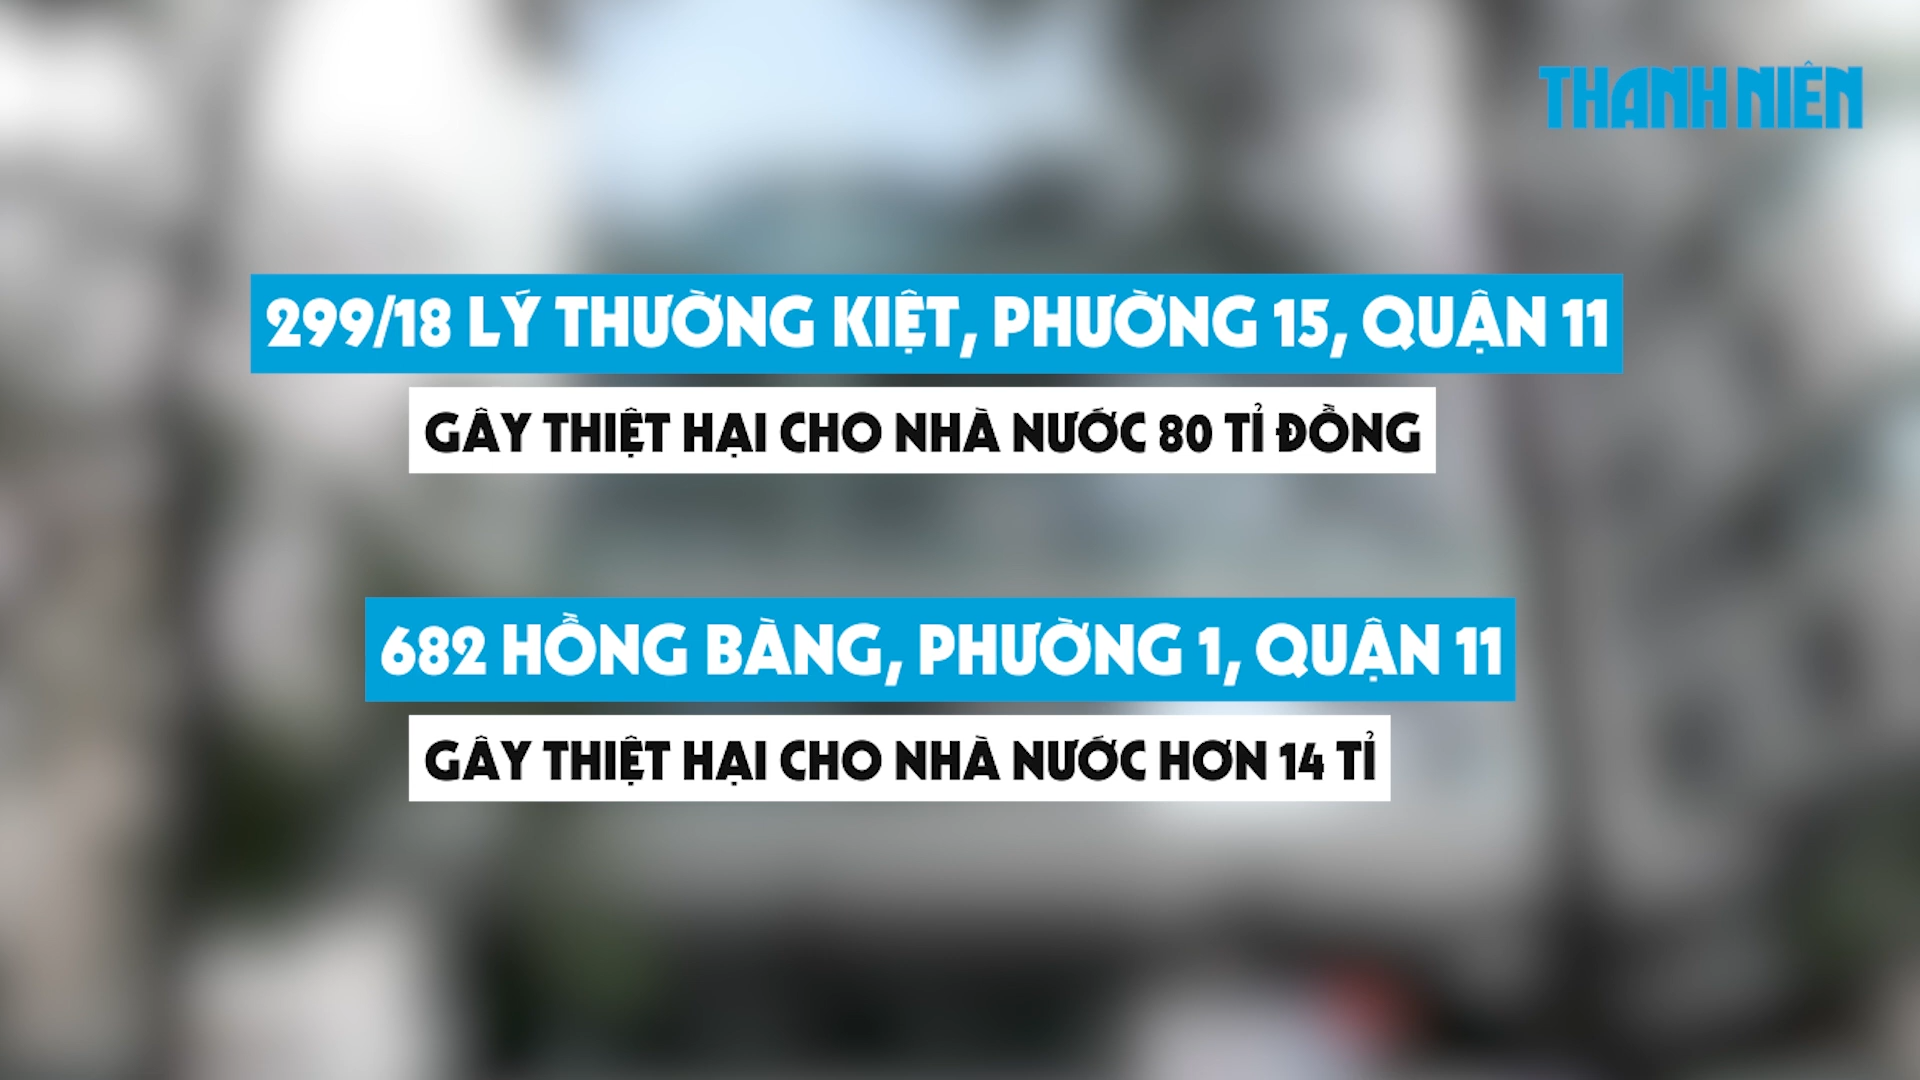 THANH NIÊN
299/18 LÝ THƯỜNG KIỆT, PHƯỜNG 15, QUẬN 11
GÂY THIỆT HẠI CHO NHÀ NƯỚC 80 TỈ ĐỒNG
682 HỒNG BÀNG, PHƯỜNG 1, QUẬN 11
GÂY THIỆT HẠI CHO NHÀ NƯỚC HƠN 14 TỈ